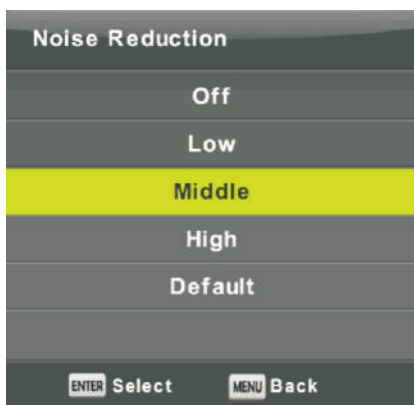 Noise Reduction
Off
Low
Middle
High
Default
ENTER Select MENU Back